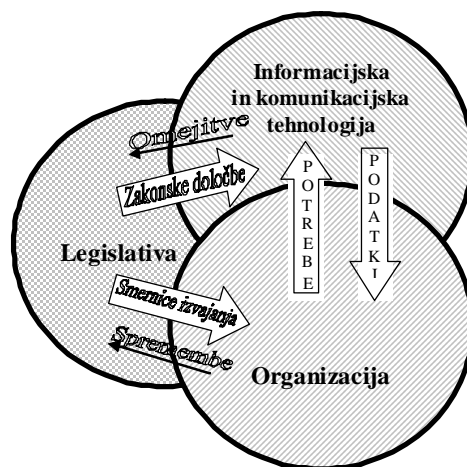 Informacijska
in komunikacijska
tehnologija
Omejitve
Zakonske določbe
POTREBE
PODATKI
Legislativa
Smernice izvajanja
Spremembe
Organizacija